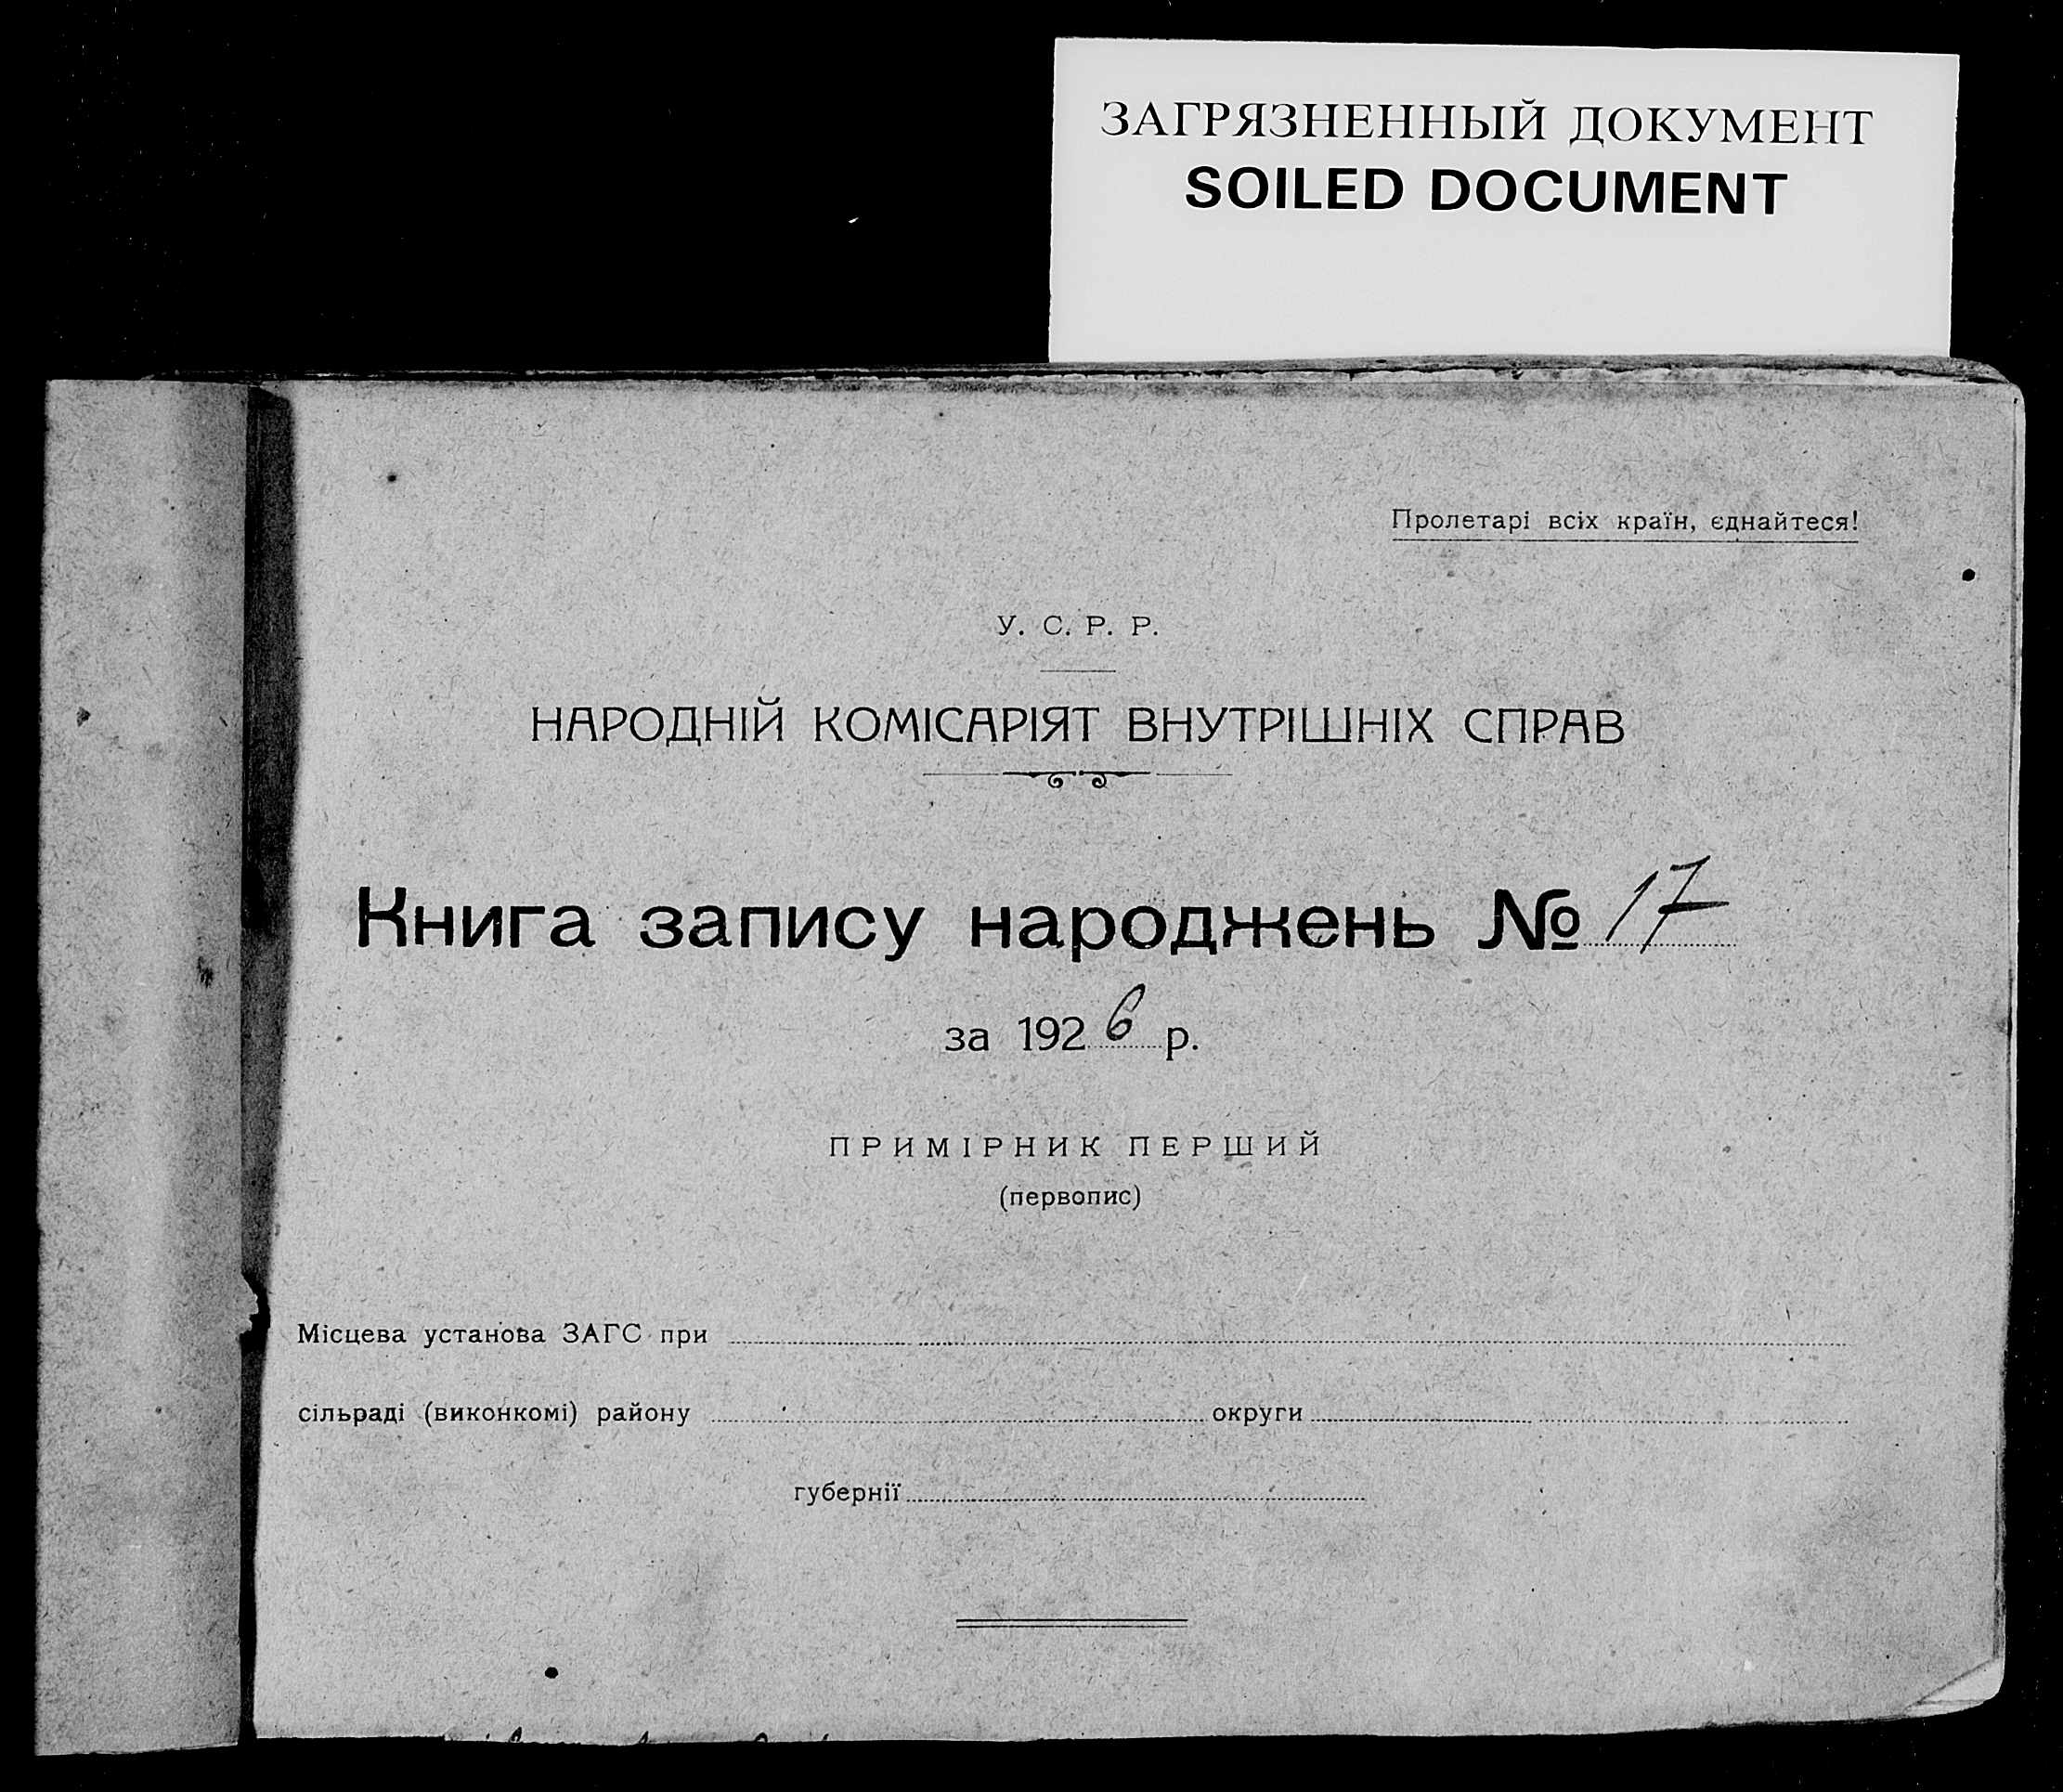 ЗАГРЯЗНЕННЫЙ ДОКУМЕНТ
SOILED DOCUMENT
Пролетарі всіх країн, єднайтеся!
У. С. Р. Р.
НАРОДНІЙ КОМІСАРІЯТ ВНУТРІШНІХ СПРАВ
Книга запису народжень № 17
за 1926 р.
ПРИМІРНИК ПЕРШИЙ
(первопис)
Місцева установа ЗАГС при
сільраді (виконкомі) району округи
губернії